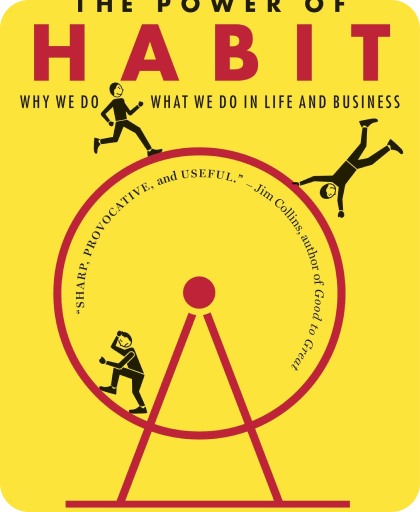 THE POWER OF
HABIT
WHY WE DO WHAT WE DO IN LIFE AND BUSINESS
“SHARP, PROVOCATIVE, and USEFUL.” –Jim Collins, author of Good to Great